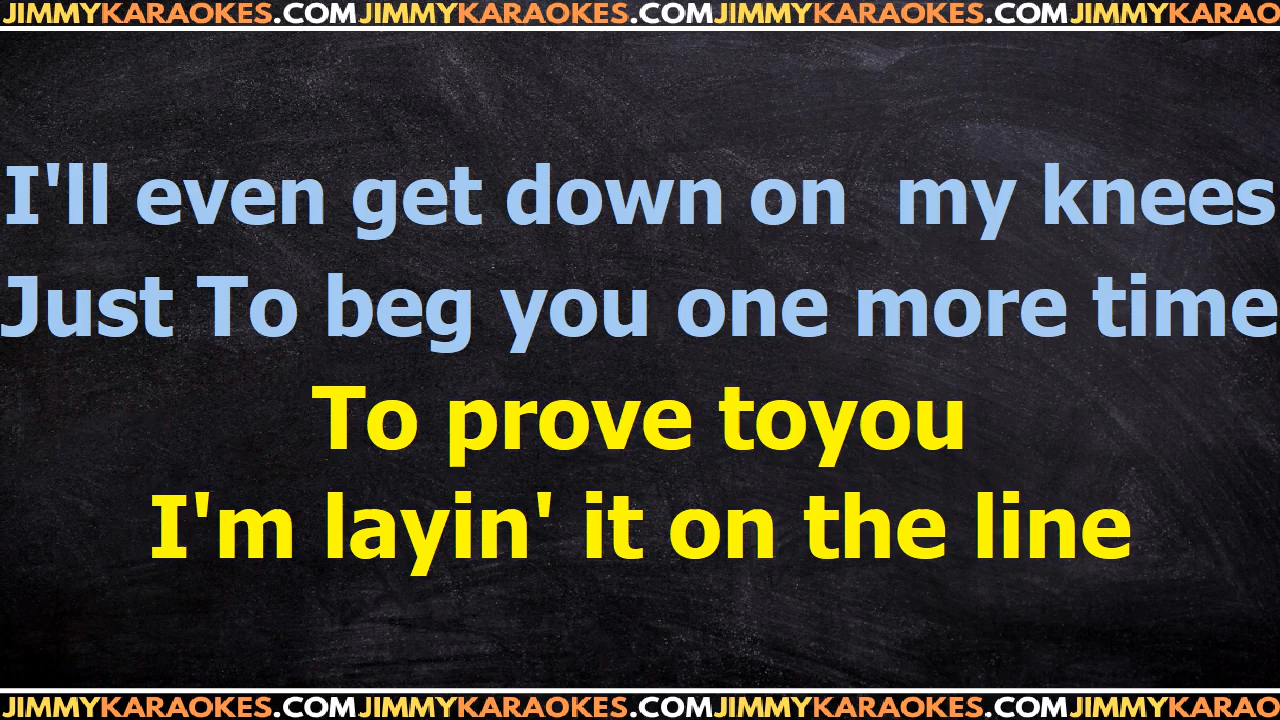 JIMMYKARAOKES.COMJIMMYKARAOKES.COMJIMMYKARAOKES.COMJIMMYKARAO
I'll even get down on  my knees
Just To beg you one more time
To prove toyou
I'm layin' it on the line
JIMMYKARAOKES.COMJIMMYKARAOKES.COMJIMMYKARAOKES.COMJIMMYKARAO